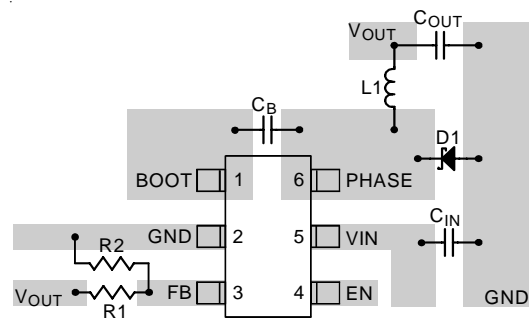 VOUT COUT
L1
CB
D1
BOOT 1 6 PHASE
CIN
GND 2 5 VIN
R2
VOUT R1 FB 3 4 EN GND